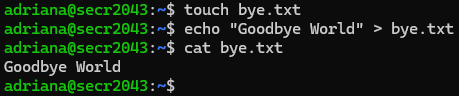 adriana@secr2043:~$ touch bye.txt
adriana@secr2043:~$ echo "Goodbye World" > bye.txt
adriana@secr2043:~$ cat bye.txt
Goodbye World
adriana@secr2043:~$